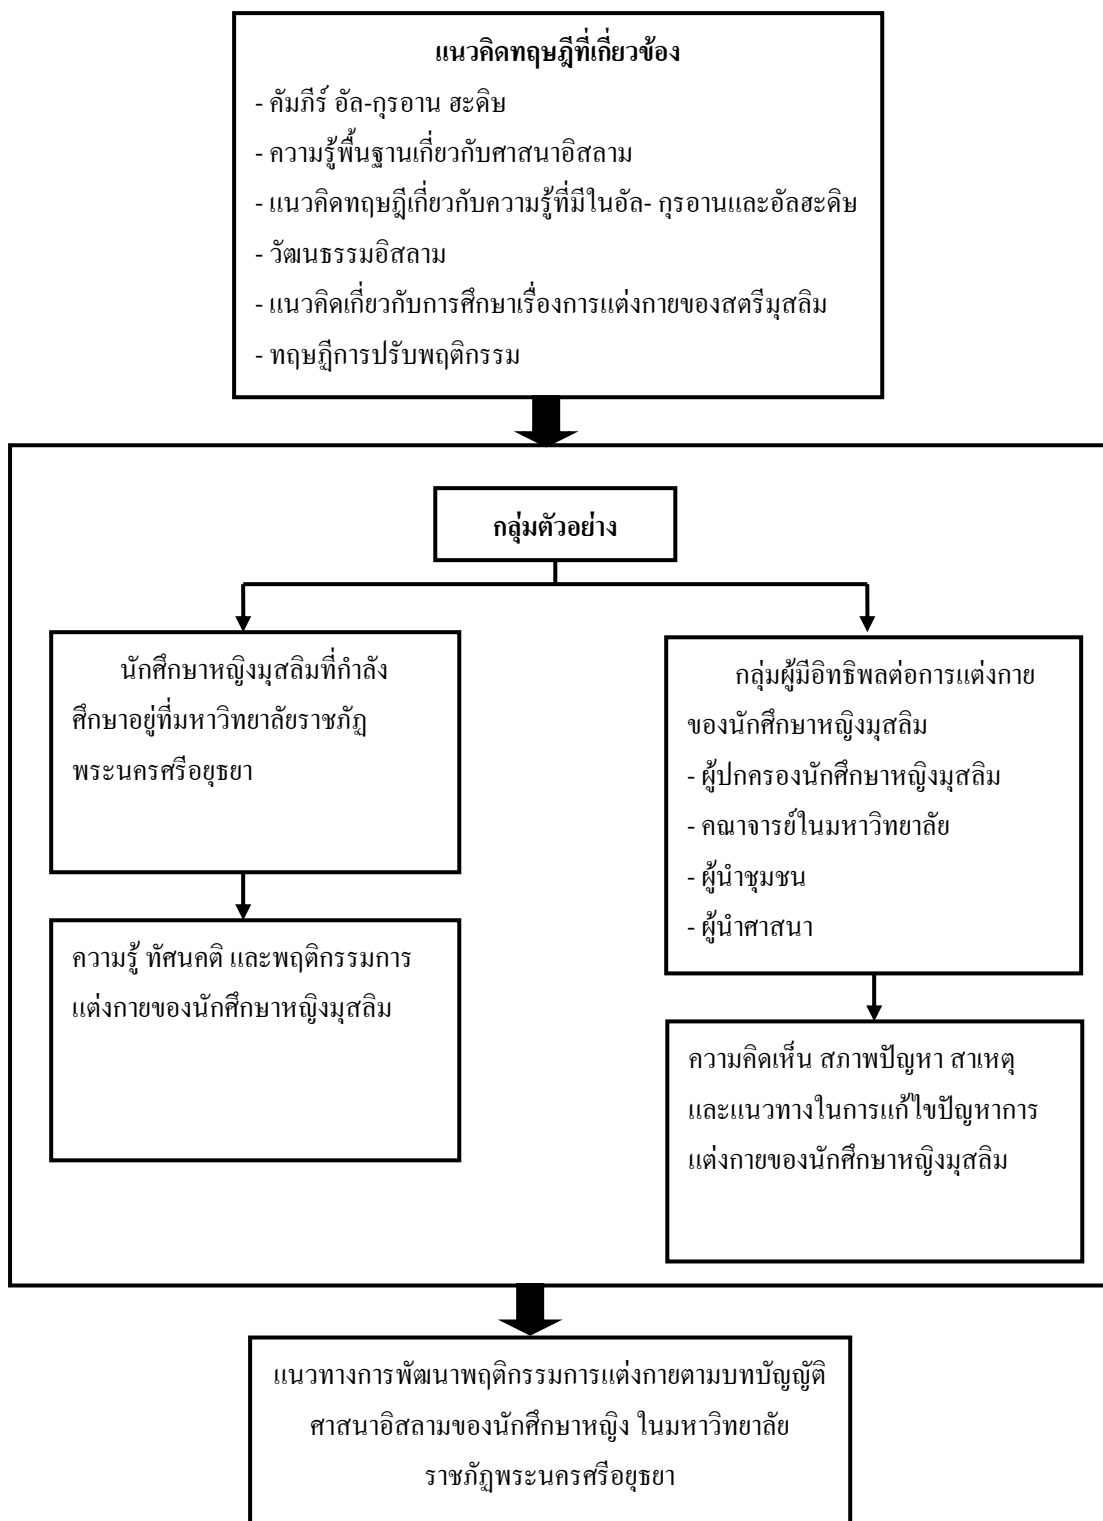 แนวคิดทฤษฎีที่เกี่ยวข้อง
- คัมภีร์ อัล-กุรอาน ฮะดิษ
- ความรู้พื้นฐานเกี่ยวกับศาสนาอิสลาม
- แนวคิดทฤษฎีเกี่ยวกับความรู้ที่มีในอัล- กุรอานและอัลฮะดิษ
- วัฒนธรรมอิสลาม
- แนวคิดเกี่ยวกับการศึกษาเรื่องการแต่งกายของสตรีมุสลิม
- ทฤษฎีการปรับพฤติกรรม
กลุ่มตัวอย่าง
นักศึกษาหญิงมุสลิมที่กำลัง
ศึกษาอยู่ที่มหาวิทยาลัยราชภัฏ
พระนครศรีอยุธยา
ความรู้ ทัศนคติ และพฤติกรรมการ
แต่งกายของนักศึกษาหญิงมุสลิม
กลุ่มผู้มีอิทธิพลต่อการแต่งกาย
ของนักศึกษาหญิงมุสลิม
- ผู้ปกครองนักศึกษาหญิงมุสลิม
- คณาจารย์ในมหาวิทยาลัย
- ผู้นำชุมชน
- ผู้นำศาสนา
ความคิดเห็น สภาพปัญหา สาเหตุ
และแนวทางในการแก้ไขปัญหาการ
แต่งกายของนักศึกษาหญิงมุสลิม
แนวทางการพัฒนาพฤติกรรมการแต่งกายตามบทบัญญัติ
ศาสนาอิสลามของนักศึกษาหญิง ในมหาวิทยาลัย
ราชภัฏพระนครศรีอยุธยา